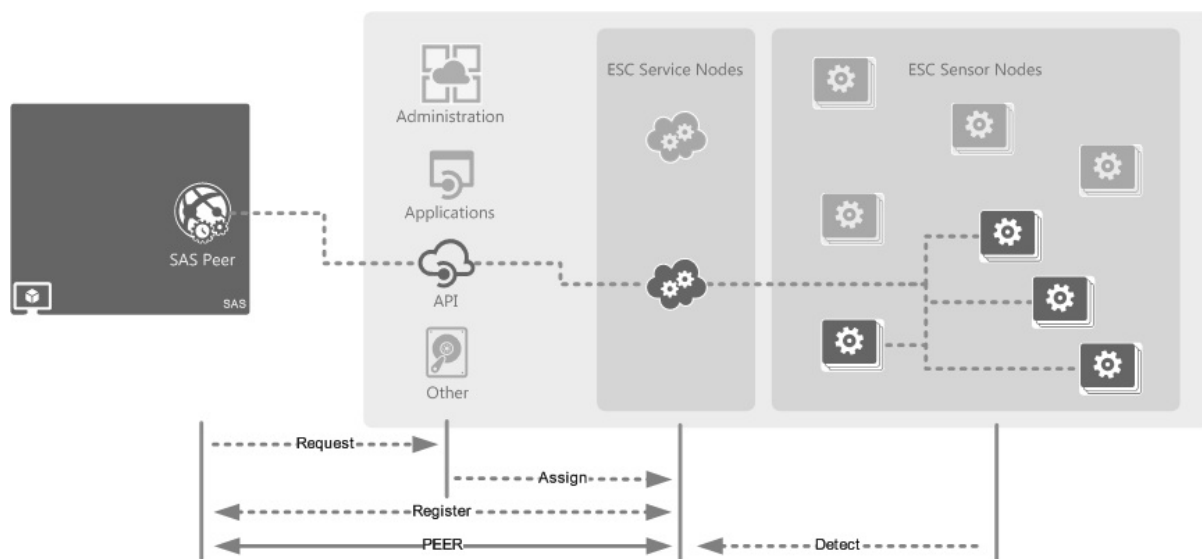 ESC Service Nodes
ESC Sensor Nodes
Administration
Applications
SAS Peer
SAS
API
Other
Request
Assign
Register
PEER
Detect